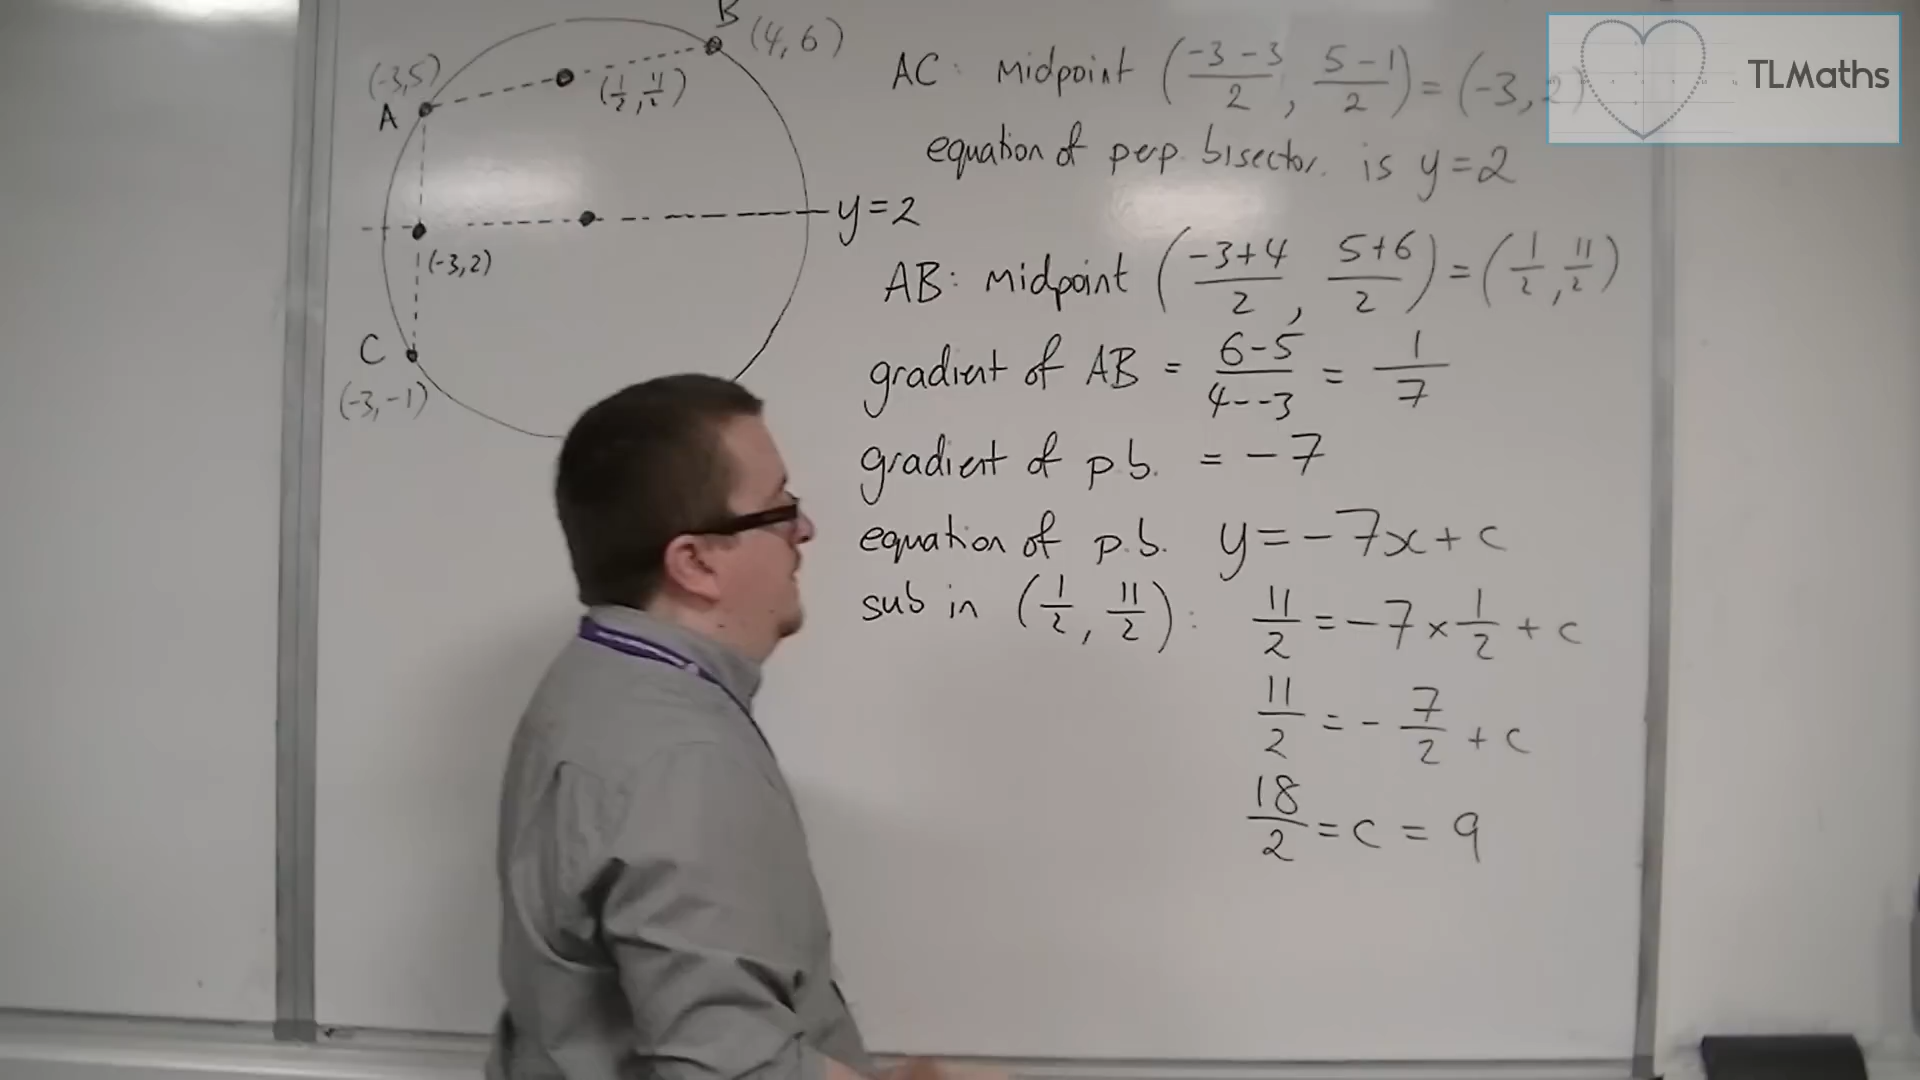 B (4,6)
(-3,5)
A
(1/2, 11/2)
y=2
(-3,2)
C
(-3,-1)
AC: midpoint ((-3-3)/2, (5-1)/2) = (-3,2)
equation of perp. bisector. is y=2
AB: midpoint ((-3+4)/2, (5+6)/2) = (1/2, 11/2)
gradient of AB = (6-5)/(4--3) = 1/7
gradient of p.b. = -7
equation of p.b. y=-7x+c
sub in (1/2, 11/2): 11/2 = -7×1/2 + c
11/2 = -7/2 + c
18/2 = c = 9
TLMaths